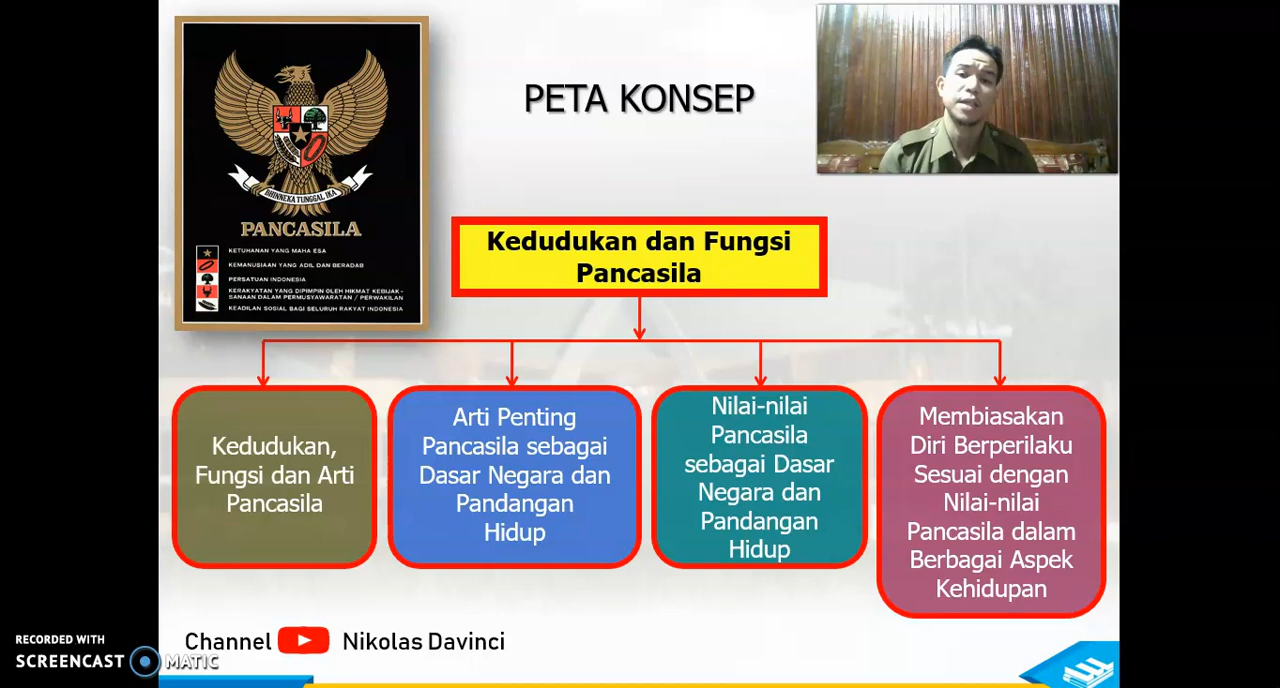 BHINNEKA TUNGGAL IKA
PANCASILA
KETUHANAN YANG MAHA ESA
KEMANUSIAAN YANG ADIL DAN BERADAB
PERSATUAN INDONESIA
KERAKYATAN YANG DIPIMPIN OLEH HIKMAT KEBIJAK-
SANAAN DALAM PERMUSYAWARATAN / PERWAKILAN
KEADILAN SOSIAL BAGI SELURUH RAKYAT INDONESIA
PETA KONSEP
Kedudukan dan Fungsi
Pancasila
Kedudukan,
Fungsi dan Arti
Pancasila
Arti Penting
Pancasila sebagai
Dasar Negara dan
Pandangan
Hidup
Nilai-nilai
Pancasila
sebagai Dasar
Negara dan
Pandangan
Hidup
Membiasakan
Diri Berperilaku
Sesuai dengan
Nilai-nilai
Pancasila dalam
Berbagai Aspek
Kehidupan
Channel Nikolas Davinci
RECORDED WITH
SCREENCAST MATIC